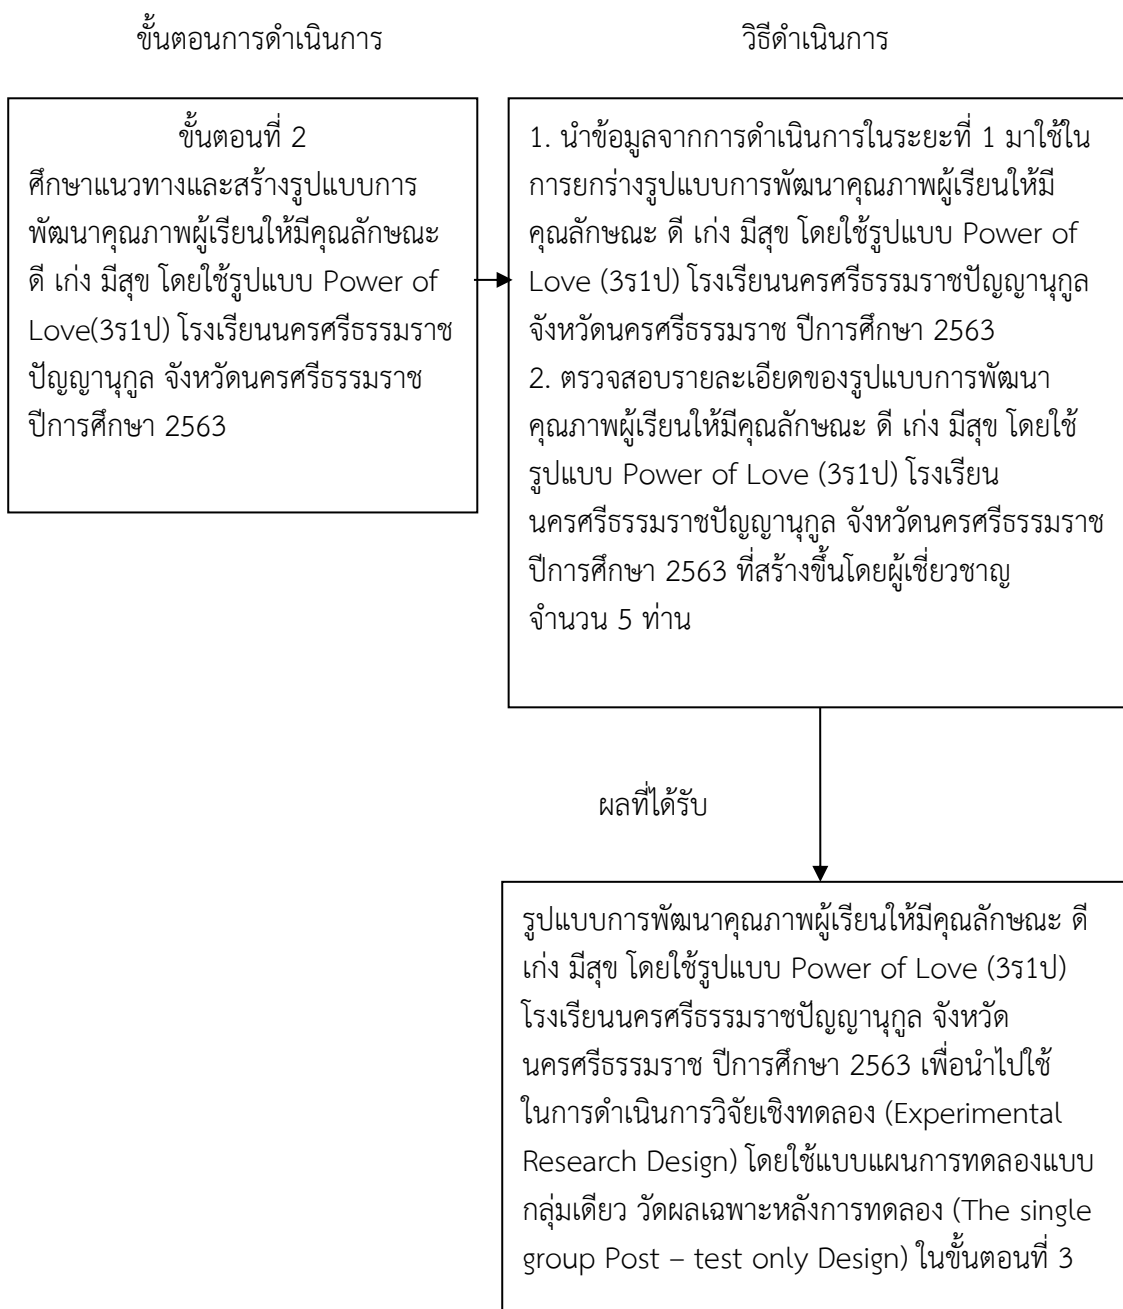 ขั้นตอนการดำเนินการ
วิธีดำเนินการ
ขั้นตอนที่ 2
ศึกษาแนวทางและสร้างรูปแบบการ
พัฒนาคุณภาพผู้เรียนให้มีคุณลักษณะ
ดี เก่ง มีสุข โดยใช้รูปแบบ Power of
Love(3ร1ป) โรงเรียนนครศรีธรรมราช
ปัญญานุกูล จังหวัดนครศรีธรรมราช
ปีการศึกษา 2563
1. นำข้อมูลจากการดำเนินการในระยะที่ 1 มาใช้ใน
การยกร่างรูปแบบการพัฒนาคุณภาพผู้เรียนให้มี
คุณลักษณะ ดี เก่ง มีสุข โดยใช้รูปแบบ Power of
Love (3ร1ป) โรงเรียนนครศรีธรรมราชปัญญานุกูล
จังหวัดนครศรีธรรมราช ปีการศึกษา 2563
2. ตรวจสอบรายละเอียดของรูปแบบการพัฒนา
คุณภาพผู้เรียนให้มีคุณลักษณะ ดี เก่ง มีสุข โดยใช้
รูปแบบ Power of Love (3ร1ป) โรงเรียน
นครศรีธรรมราชปัญญานุกูล จังหวัดนครศรีธรรมราช
ปีการศึกษา 2563 ที่สร้างขึ้นโดยผู้เชี่ยวชาญ
จำนวน 5 ท่าน
ผลที่ได้รับ
รูปแบบการพัฒนาคุณภาพผู้เรียนให้มีคุณลักษณะ ดี
เก่ง มีสุข โดยใช้รูปแบบ Power of Love (3ร1ป)
โรงเรียนนครศรีธรรมราชปัญญานุกูล จังหวัด
นครศรีธรรมราช ปีการศึกษา 2563 เพื่อนำไปใช้
ในการดำเนินการวิจัยเชิงทดลอง (Experimental
Research Design) โดยใช้แบบแผนการทดลองแบบ
กลุ่มเดียว วัดผลเฉพาะหลังการทดลอง (The single
group Post – test only Design) ในขั้นตอนที่ 3